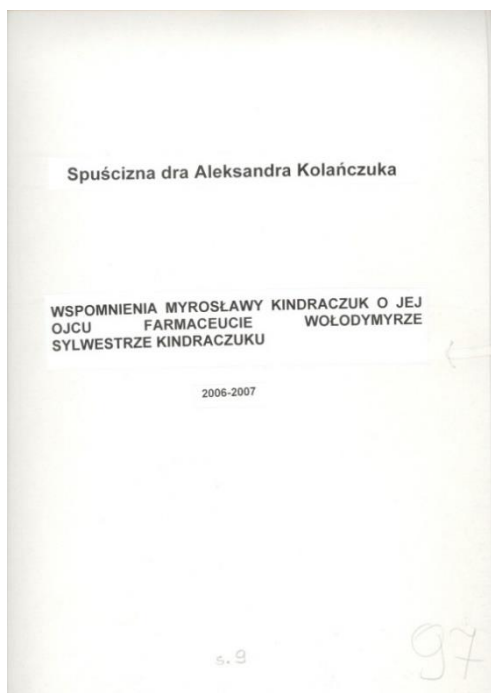 Spuścizna dra Aleksandra Kolańczuka
WSPOMNIENIA MYROSŁAWY KINDRACZUK O JEJ
OJCU FARMACEUCIE WOŁODYMYRZE
SYLWESTRZE KINDRACZUKU
2006-2007
s. 9
97